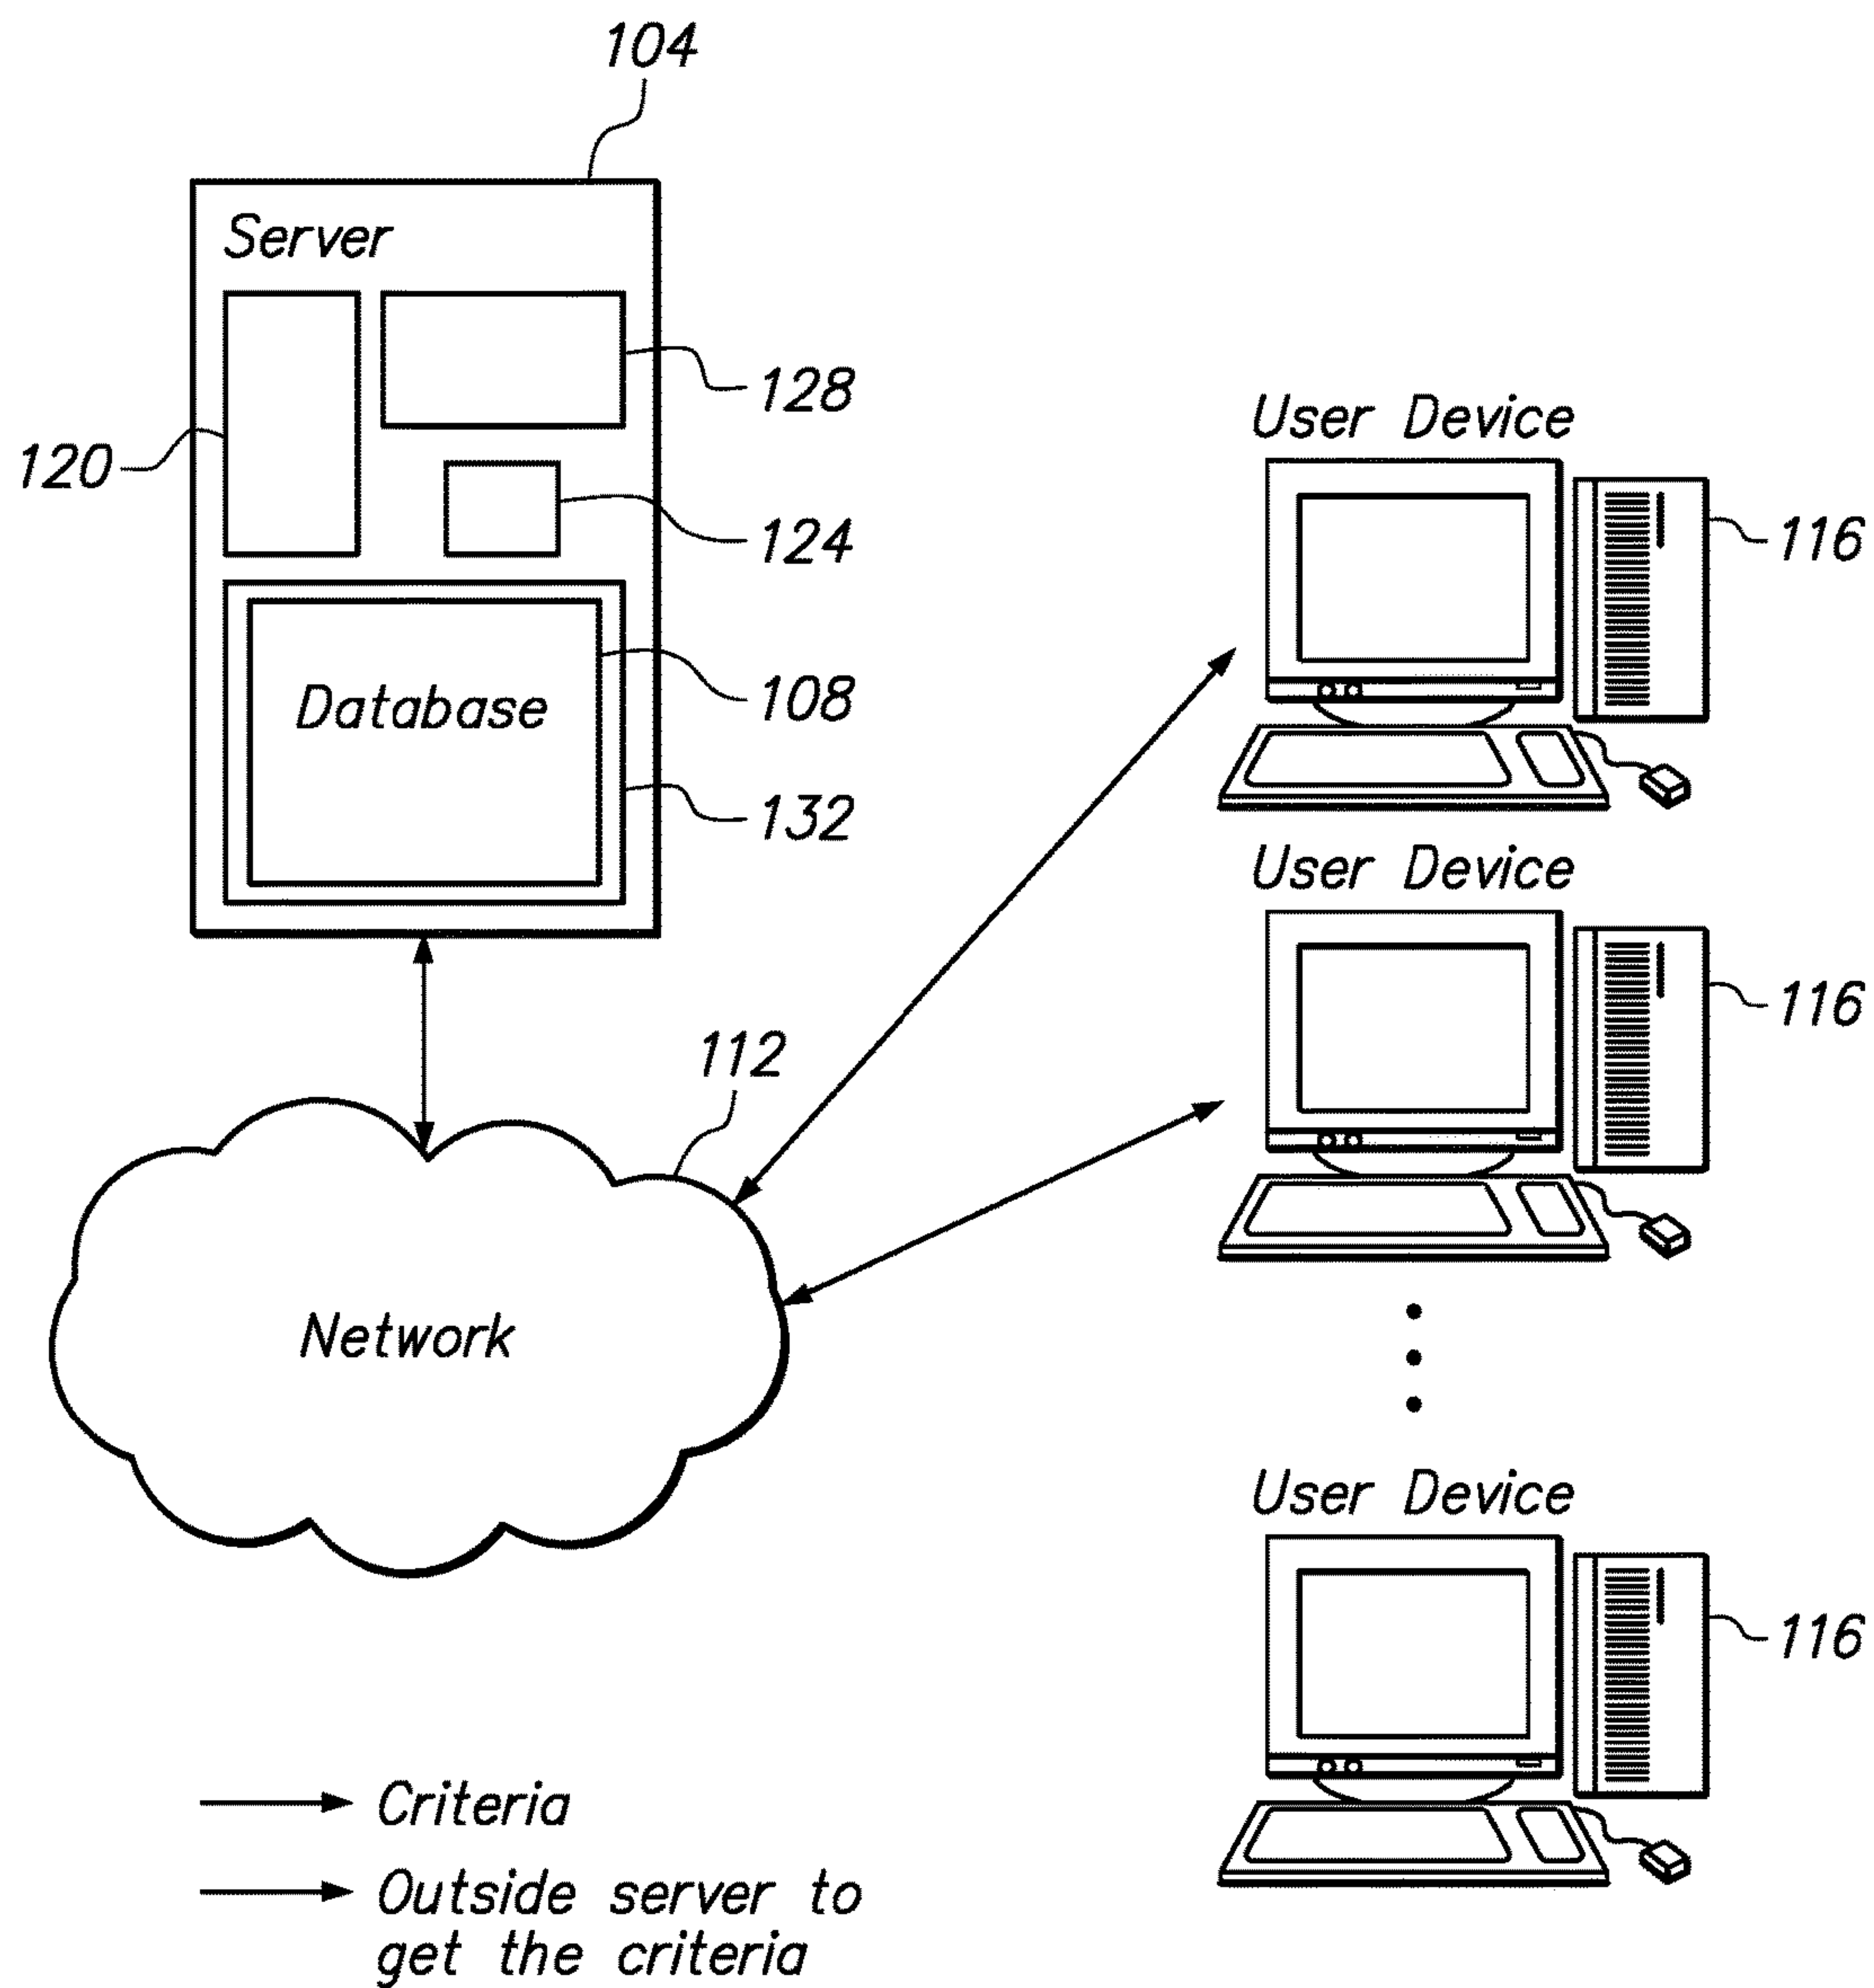 104
Server
128
120
124
Database
108
132
User Device
116
User Device
116
112
Network
User Device
116
Criteria
Outside server to
get the criteria